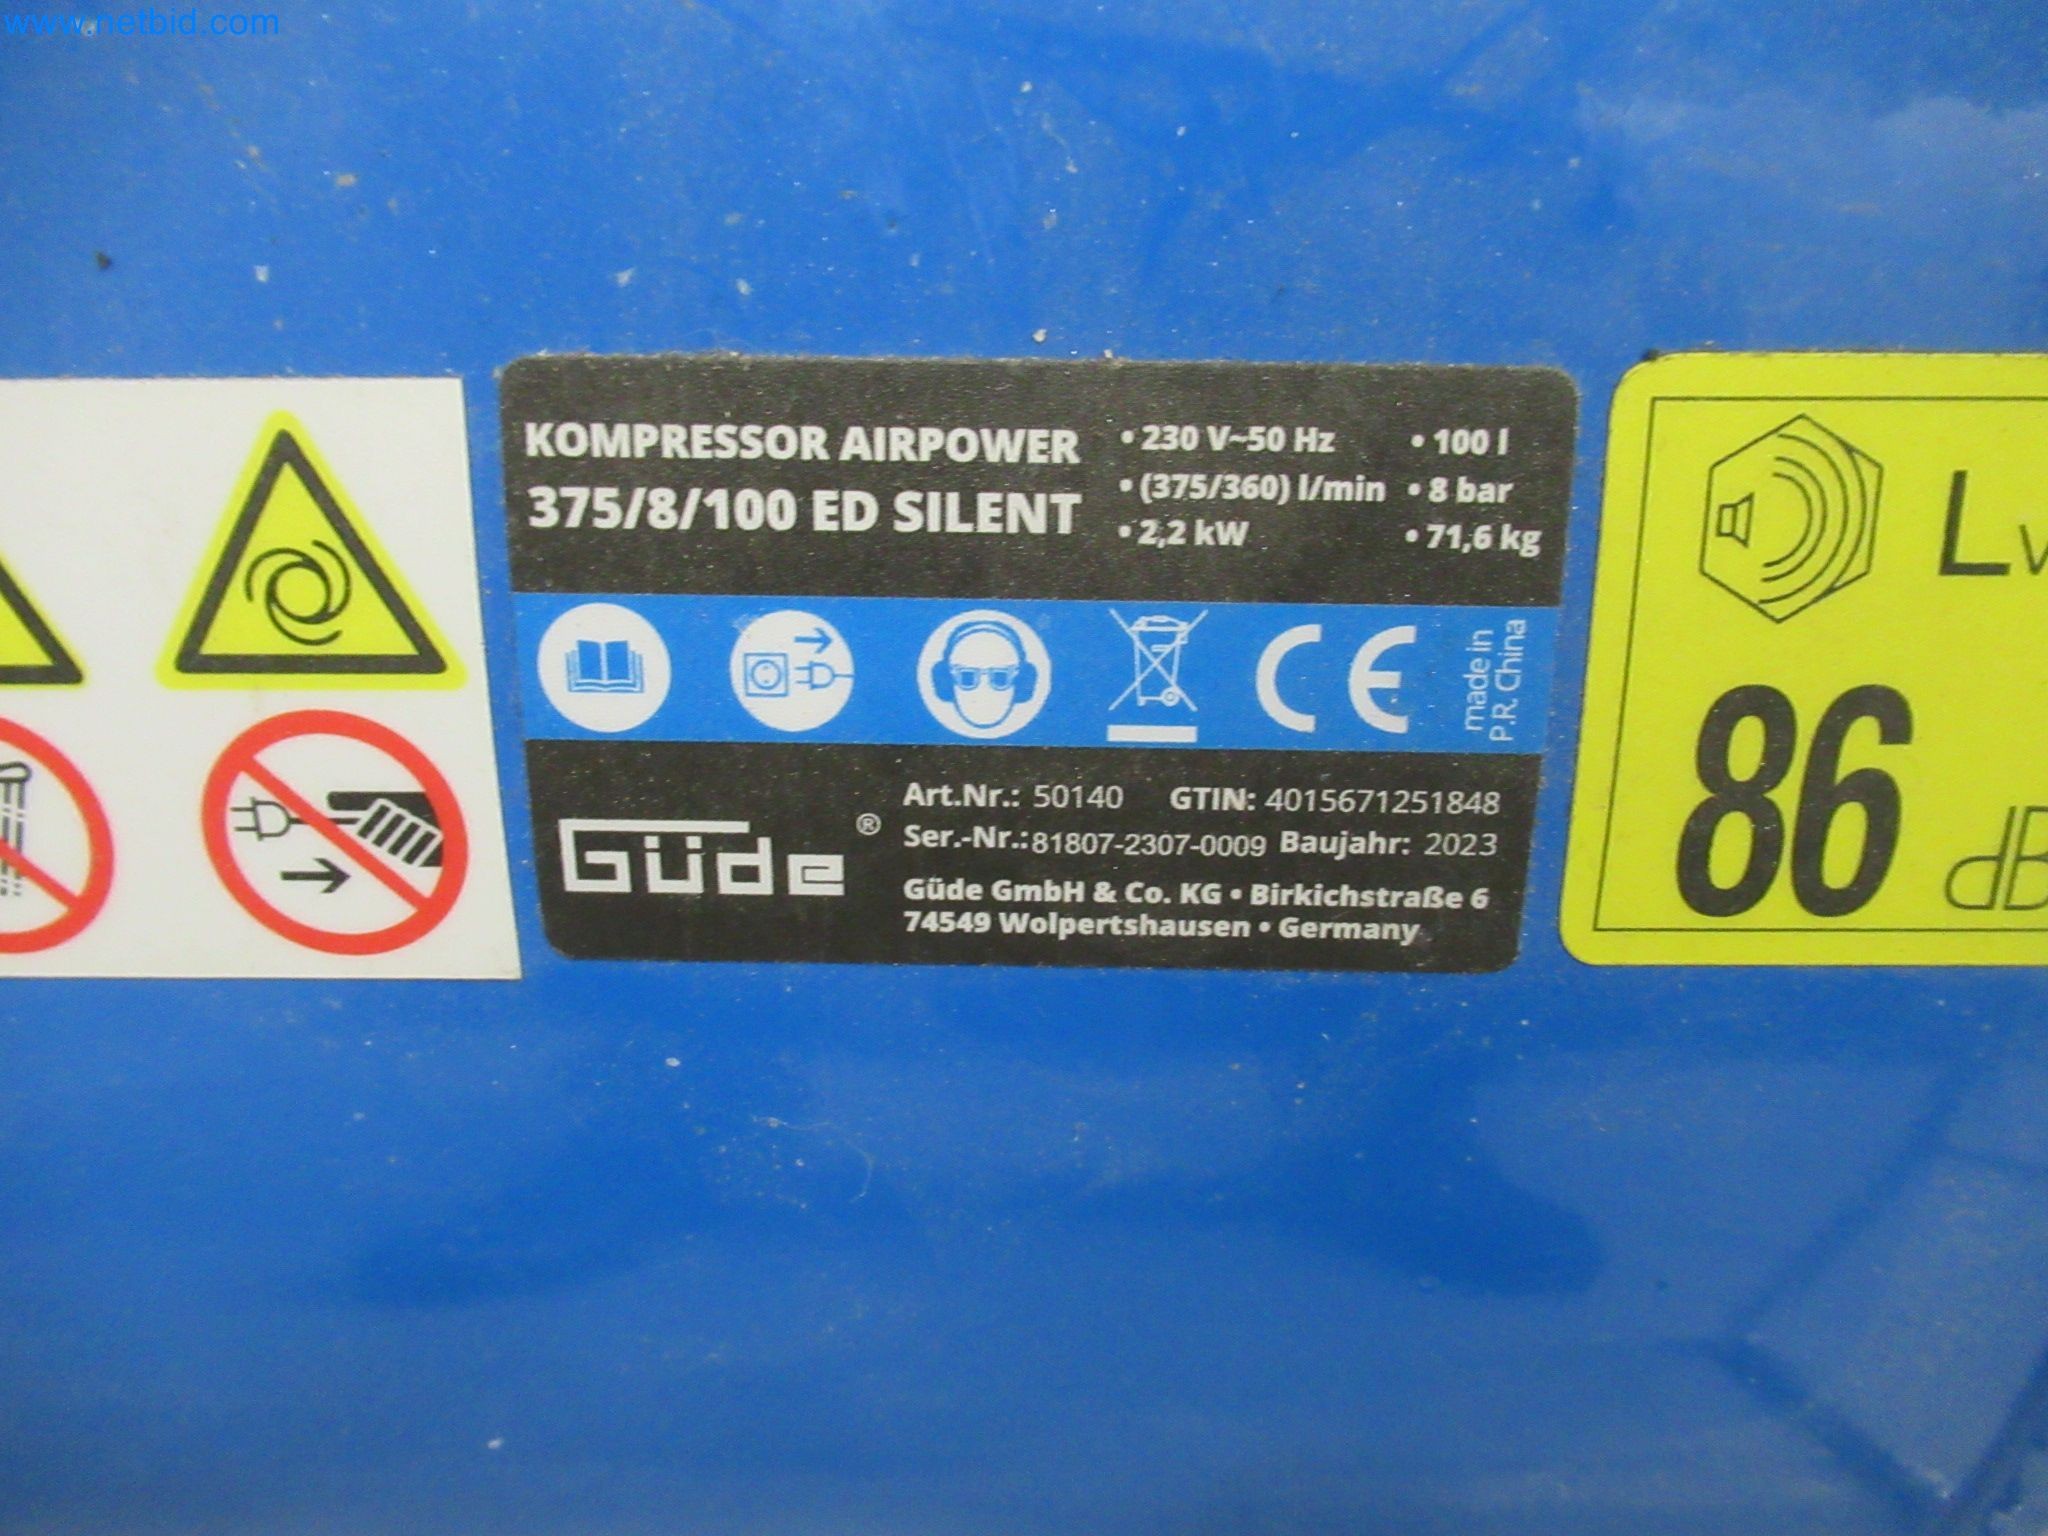 www.netbid.com
KOMPRESSOR AIRPOWER
375/8/100 ED SILENT
• 230 V~50 Hz
• 100 l
• (375/360) l/min
• 8 bar
• 2,2 kW
• 71,6 kg
CE
made in
P.R. China
Güde ®
Art.Nr.: 50140 GTIN: 4015671251848
Ser.-Nr.: 81807-2307-0009 Baujahr: 2023
Güde GmbH & Co. KG • Birkichstraße 6
74549 Wolpertshausen • Germany
86
dB